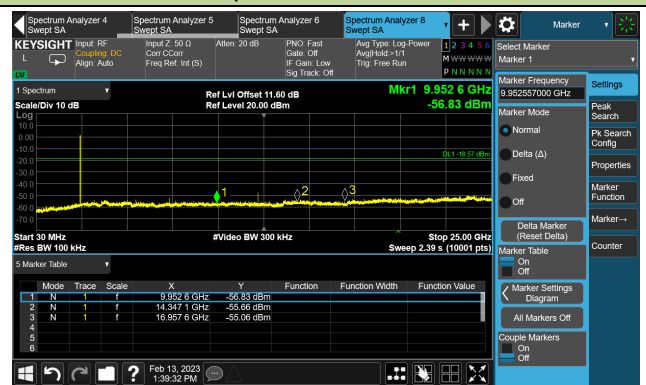 Spectrum Analyzer 4
Swept SA
Spectrum Analyzer 5
Swept SA
Spectrum Analyzer 6
Swept SA
Spectrum Analyzer 8
Swept SA
Marker
KEYSIGHT
L
LXI
Input: RF
Coupling: DC
Align: Auto
Input Z: 50 Ω
Corr CCorr
Freq Ref: Int (S)
Atten: 20 dB
PNO: Fast
Gate: Off
IF Gain: Low
Sig Track: Off
Avg Type: Log-Power
Avg|Hold:>1/1
Trig: Free Run
1 2 3 4 5 6
M W W W W W
P N N N N N
Select Marker
Marker 1
1 Spectrum
Scale/Div 10 dB
Ref Lvl Offset 11.60 dB
Ref Level 20.00 dBm
Mkr1 9.952 6 GHz
-56.83 dBm
Log
10.0
0.00
-10.0
-20.0
-30.0
-40.0
-50.0
-60.0
-70.0
DL1 -18.57 dBm
1
2
3
Start 30 MHz
#Res BW 100 kHz
#Video BW 300 kHz
Stop 25.00 GHz
Sweep 2.39 s (10001 pts)
5 Marker Table
Mode Trace Scale X Y Function Function Width Function Value
1 N 1 f 9.952 6 GHz -56.83 dBm
2 N 1 f 14.347 1 GHz -55.66 dBm
3 N 1 f 16.957 6 GHz -55.06 dBm
4
5
6
Marker Frequency
9.952557000 GHz
Marker Mode
Normal
Delta (Δ)
Fixed
Off
Delta Marker
(Reset Delta)
Marker Table
On
Off
Marker Settings
Diagram
All Markers Off
Couple Markers
On
Off
Settings
Peak
Search
Pk Search
Config
Properties
Marker
Function
Marker→
Counter
?
Feb 13, 2023
1:39:32 PM